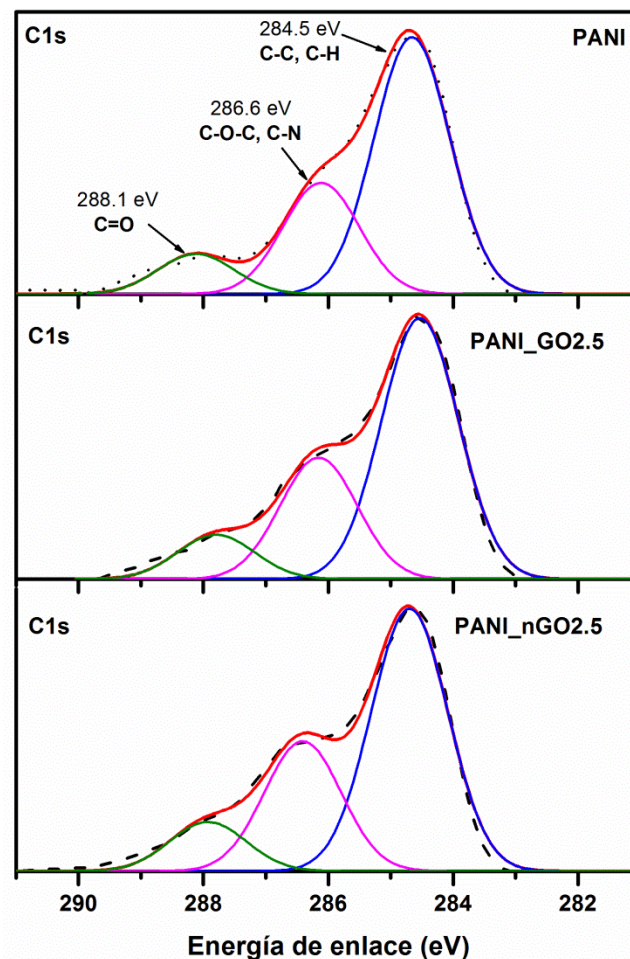 C1s
284.5 eV
C-C, C-H
PANI
286.6 eV
C-O-C, C-N
288.1 eV
C=O
C1s
PANI_GO2.5
C1s
PANI_nGO2.5
290 288 286 284 282
Energía de enlace (eV)